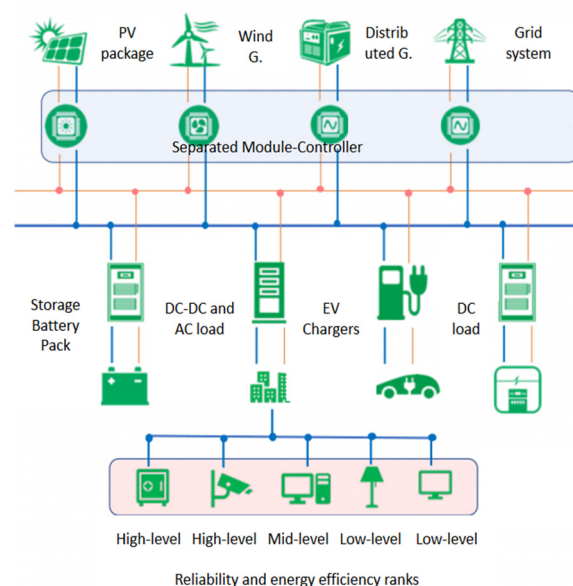 PV
package
Wind
G.
Distrib
uted G.
Grid
system
Separated Module-Controller
Storage
Battery
Pack
DC-DC and
AC load
EV
Chargers
DC
load
High-level High-level Mid-level Low-level Low-level
Reliability and energy efficiency ranks